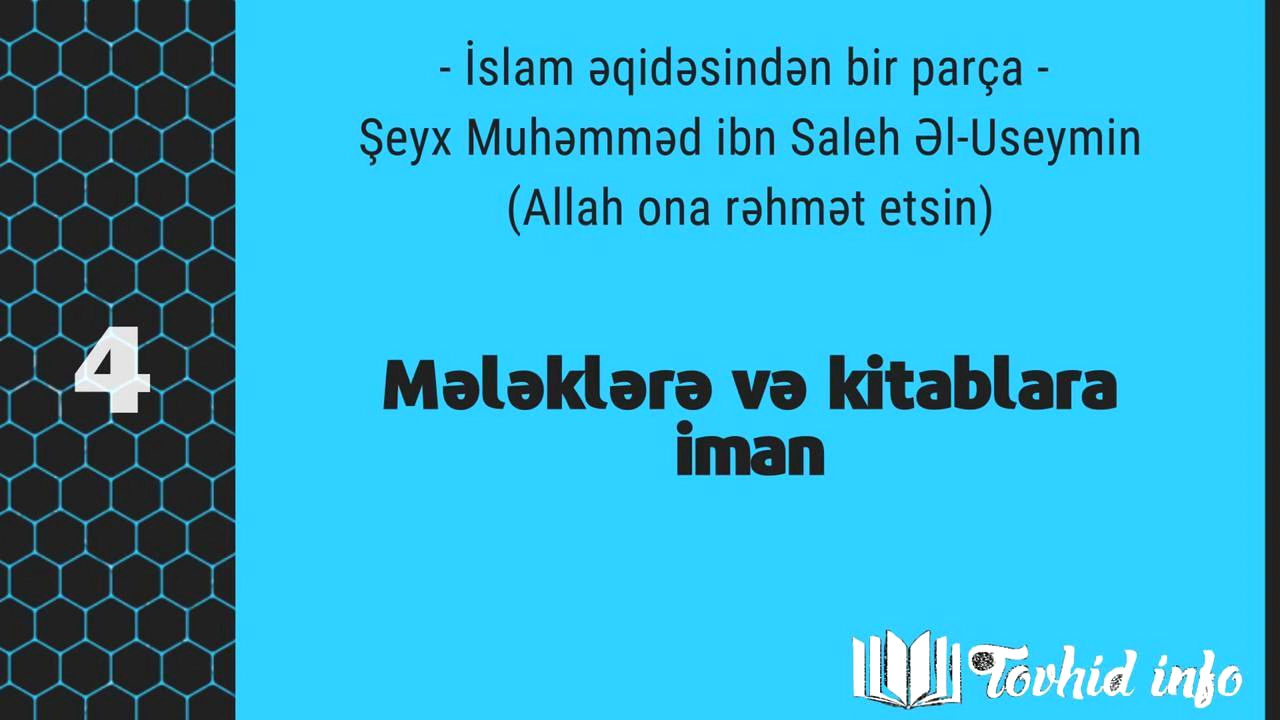 - İslam əqidəsindən bir parça -
Şeyx Muhəmməd ibn Saleh Əl-Useymin
(Allah ona rəhmət etsin)
4
Mələklərə və kitablara
iman
Tovhid info